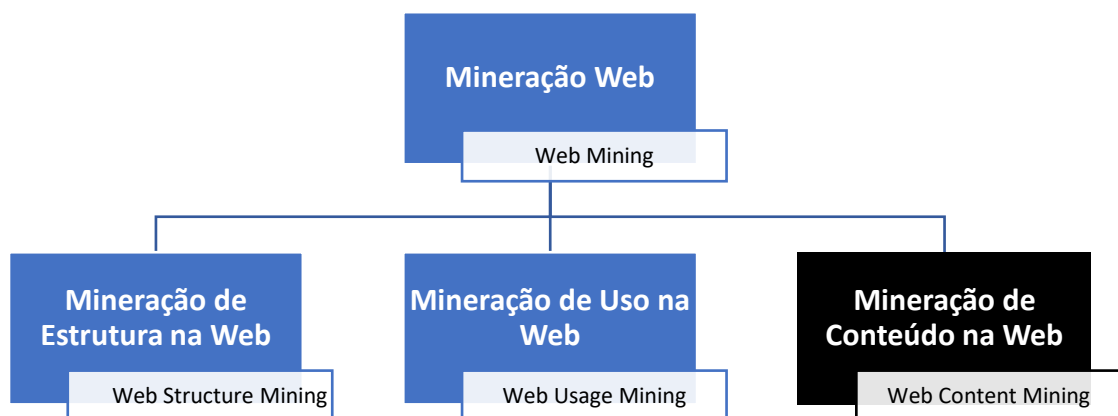 Mineração Web
Web Mining
Mineração de
Estrutura na Web
Web Structure Mining
Mineração de Uso na
Web
Web Usage Mining
Mineração de
Conteúdo na Web
Web Content Mining